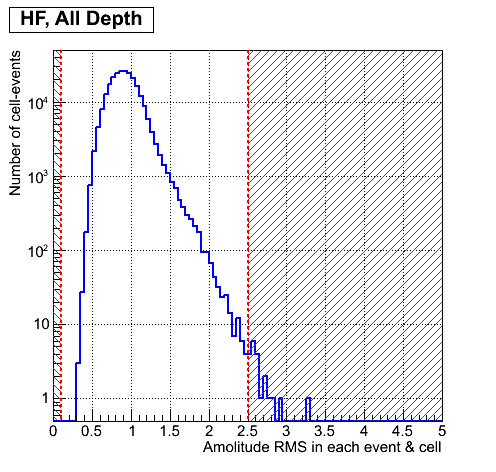 HF, All Depth
Number of cell-events
10⁴
10³
10²
10
1
0 0.5 1 1.5 2 2.5 3 3.5 4 4.5 5
Amolitude RMS in each event & cell